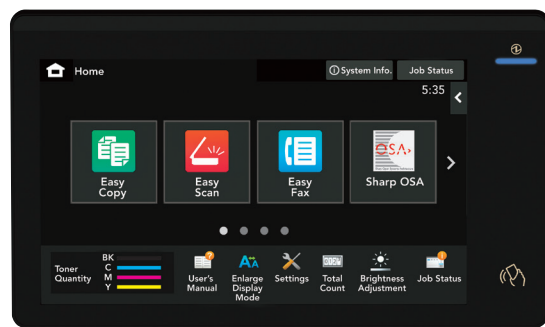 Home
System Info.
Job Status
5:35
Easy
Copy
Easy
Scan
Easy
Fax
OSA
Sharp OSA
Toner
Quantity
BK
C
M
Y
User's
Manual
Enlarge
Display
Mode
Settings
Total
Count
Brightness
Adjustment
Job Status